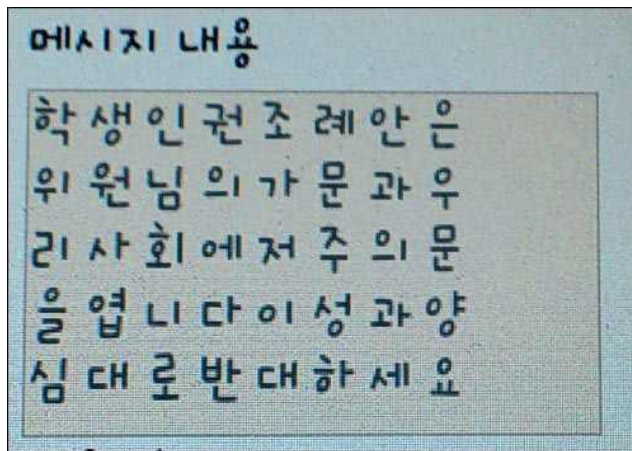 메시지 내용
학생인권조례안은
위원님의가문과우
리사회에저주의문
을엽니다이성과양
심대로반대하세요